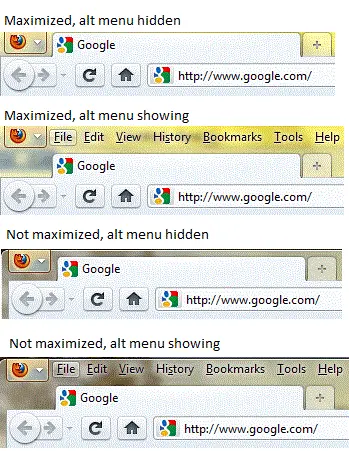 Maximized, alt menu hidden
Google
http://www.google.com/
Maximized, alt menu showing
File Edit View History Bookmarks Tools Help
Google
http://www.google.com/
Not maximized, alt menu hidden
Google
http://www.google.com/
Not maximized, alt menu showing
File Edit View History Bookmarks Tools Help
Google
http://www.google.com/